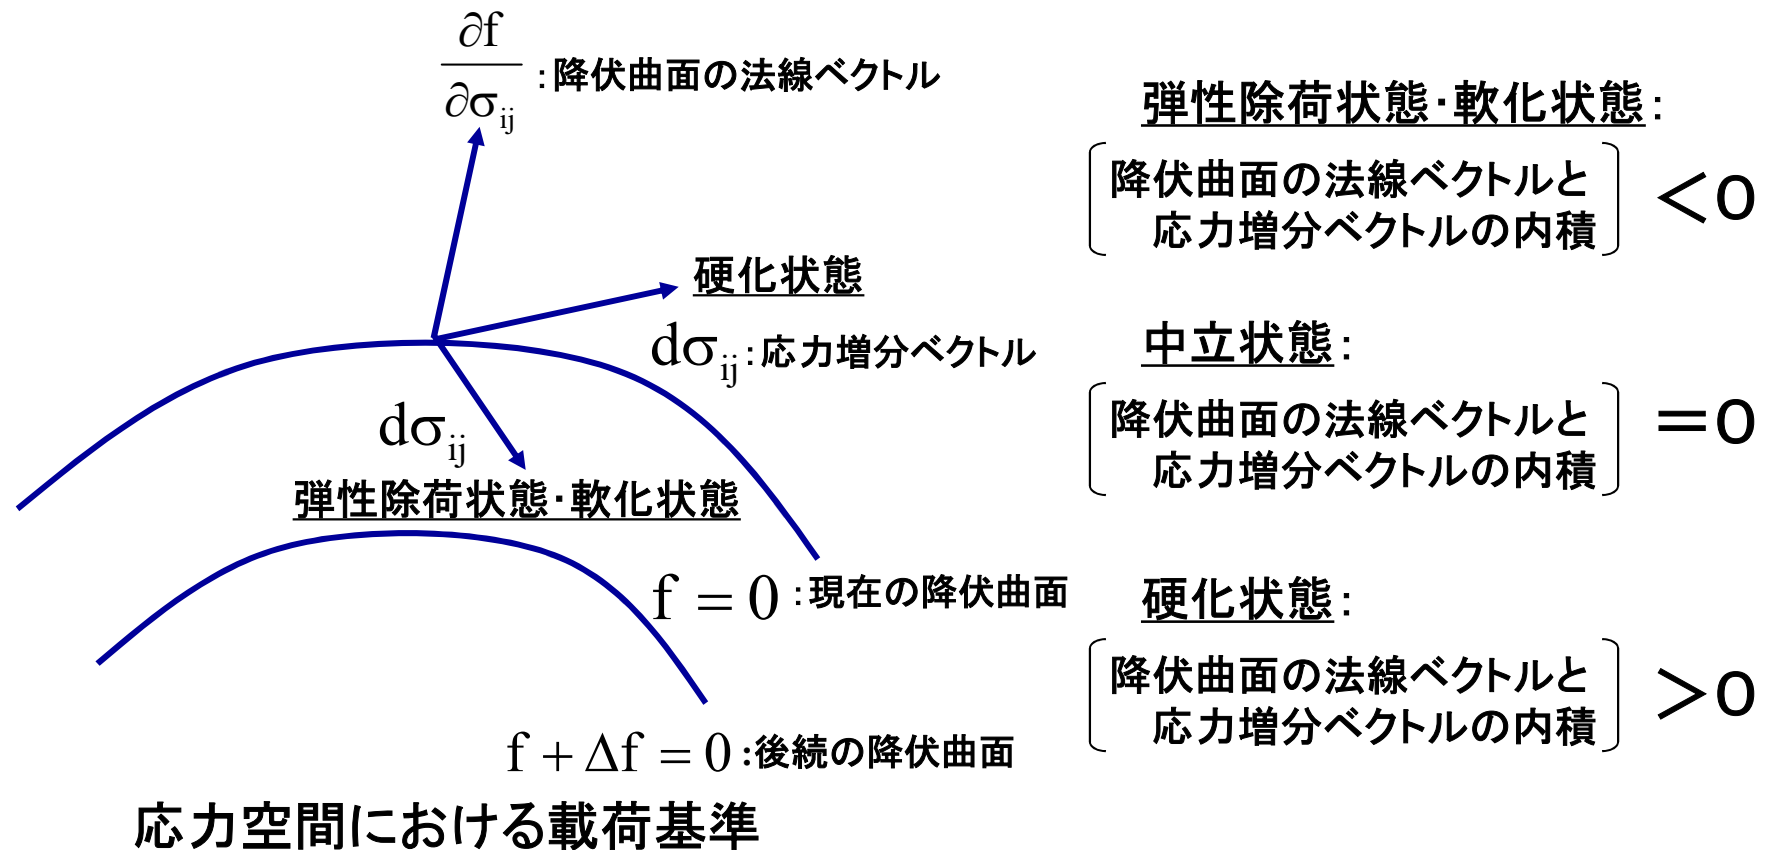 ∂f
∂σij
:降伏曲面の法線ベクトル
硬化状態
dσij:応力増分ベクトル
dσij
弾性除荷状態・軟化状態
f = 0 :現在の降伏曲面
f + Δf = 0 :後続の降伏曲面
応力空間における載荷基準
弾性除荷状態・軟化状態:
降伏曲面の法線ベクトルと
応力増分ベクトルの内積
<0
中立状態:
降伏曲面の法線ベクトルと
応力増分ベクトルの内積
=0
硬化状態:
降伏曲面の法線ベクトルと
応力増分ベクトルの内積
>0